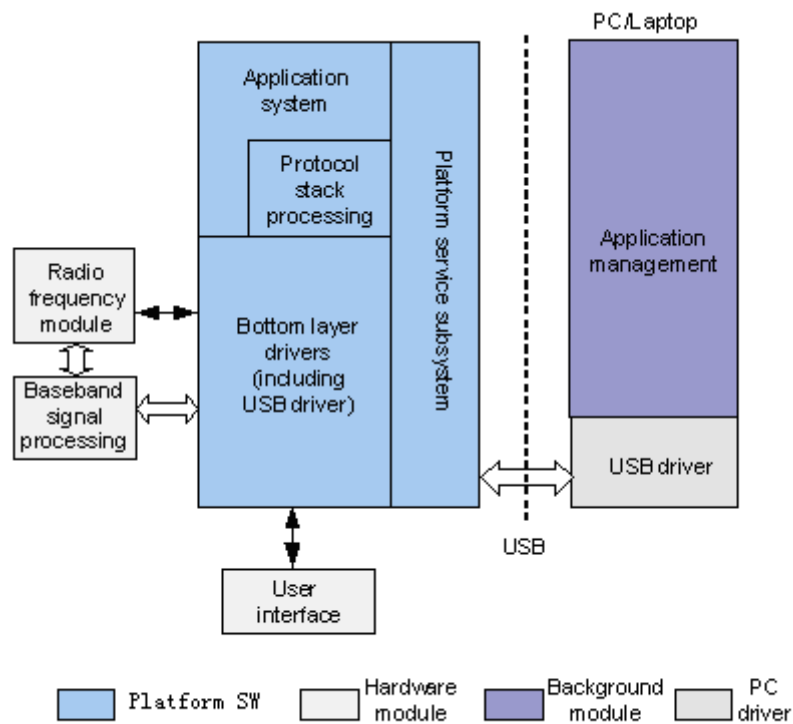 PC/Laptop
Application
system
Protocol
stack
processing
Platform service subsystem
Application
management
Radio
frequency
module
Bottom layer
drivers
(including
USB driver)
Baseband
signal
processing
USB driver
USB
User
interface
Platform SW
Hardware
module
Background
module
PC
driver